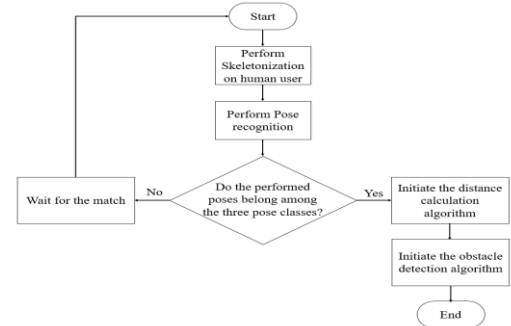 Start
Perform
Skeletonization
on human user
Perform Pose
recognition
Do the performed
poses belong among
the three pose classes?
No
Wait for the match
Yes
Initiate the distance
calculation
algorithm
Initiate the obstacle
detection algorithm
End